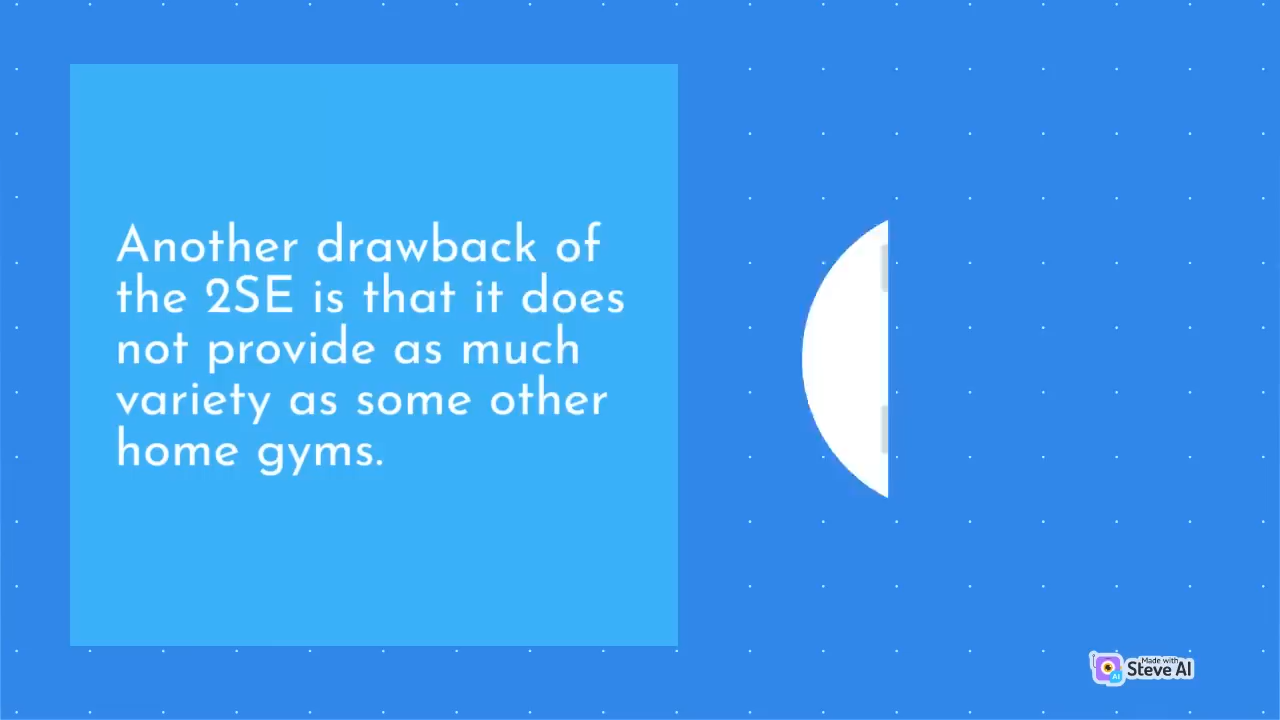 Another drawback of
the 2SE is that it does
not provide as much
variety as some other
home gyms.
Made with
Steve AI
AI